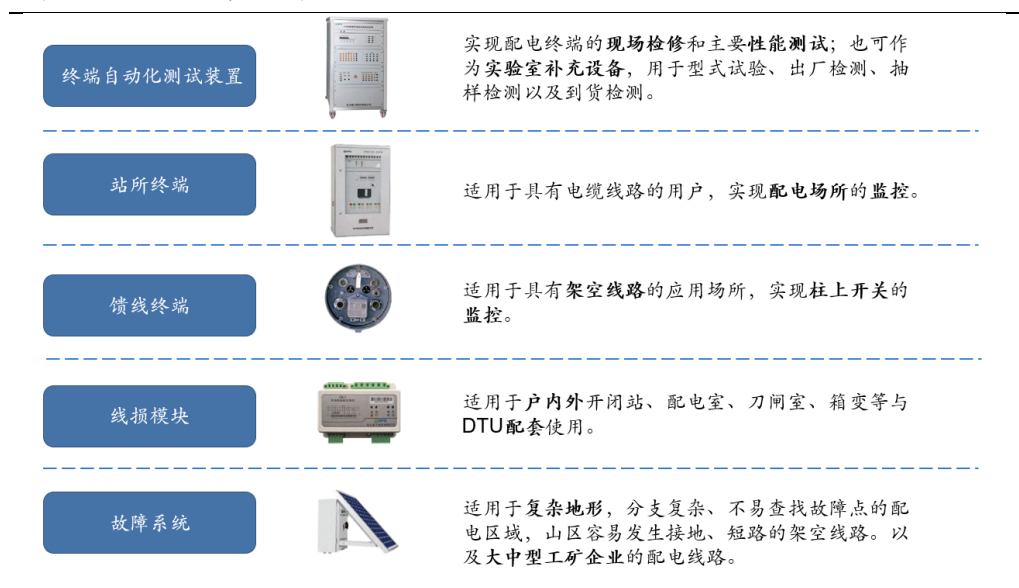 终端自动化测试装置
实现配电终端的现场检修和主要性能测试；也可作
为实验室补充设备，用于型式试验、出厂检测、抽
样检测以及到货检测。
站所终端
适用于具有电缆线路的用户，实现配电场所的监控。
馈线终端
适用于具有架空线路的应用场所，实现柱上开关的
监控。
线损模块
适用于户内外开闭站、配电室、刀闸室、箱变等与
DTU配套使用。
故障系统
适用于复杂地形，分支复杂、不易查找故障点的配
电区域，山区容易发生接地、短路的架空线路。以
及大中型工矿企业的配电线路。